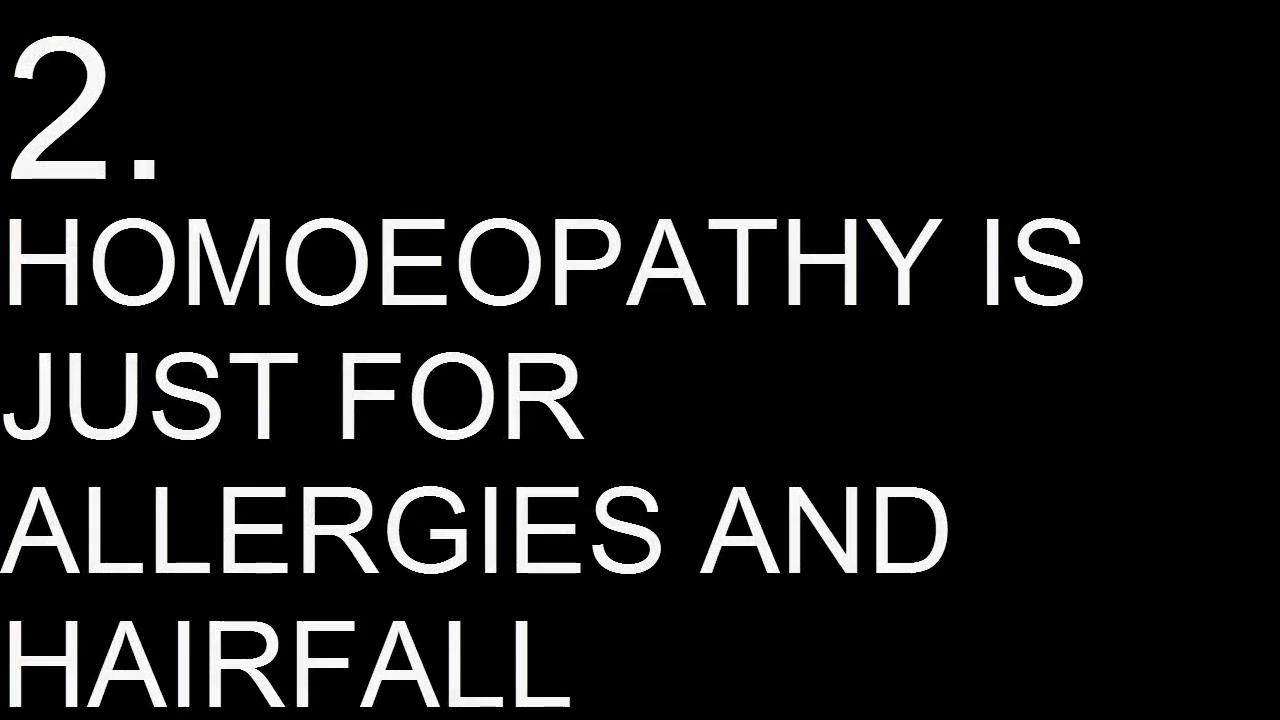 2.
HOMOEOPATHY IS
JUST FOR
ALLERGIES AND
HAIRFALL